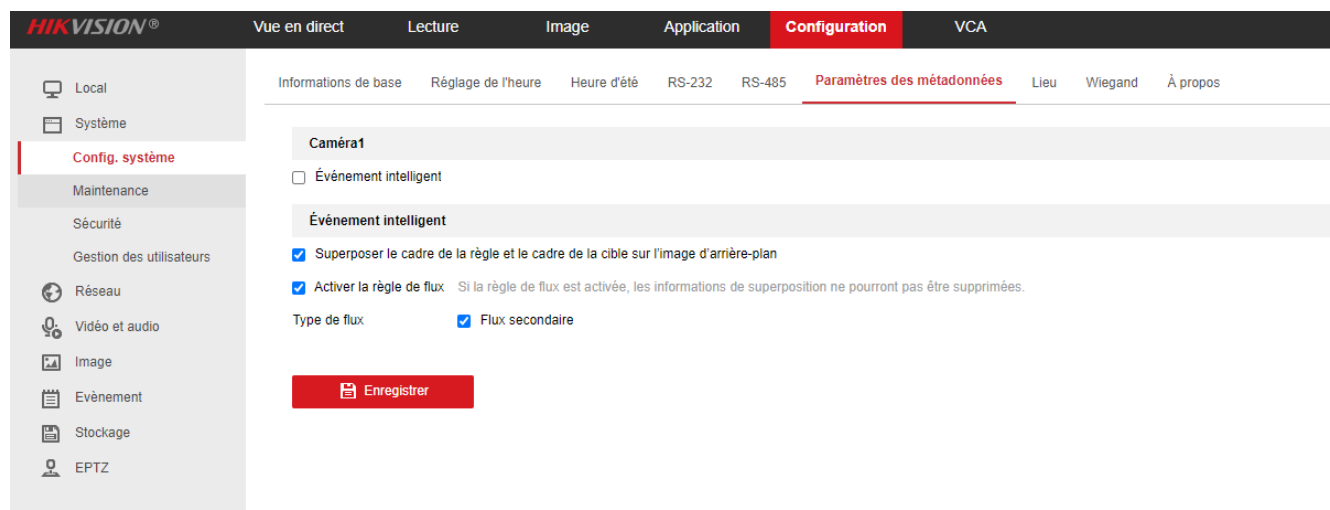 HIKVISION® Vue en direct Lecture Image Application Configuration VCA
Informations de base Réglage de l'heure Heure d'été RS-232 RS-485 Paramètres des métadonnées Lieu Wiegand À propos
Local
Système
Config. système
Maintenance
Sécurité
Gestion des utilisateurs
Réseau
Vidéo et audio
Image
Evènement
Stockage
EPTZ
Caméra1
Événement intelligent
Événement intelligent
Superposer le cadre de la règle et le cadre de la cible sur l'image d'arrière-plan
Activer la règle de flux Si la règle de flux est activée, les informations de superposition ne pourront pas être supprimées.
Type de flux Flux secondaire
Enregistrer